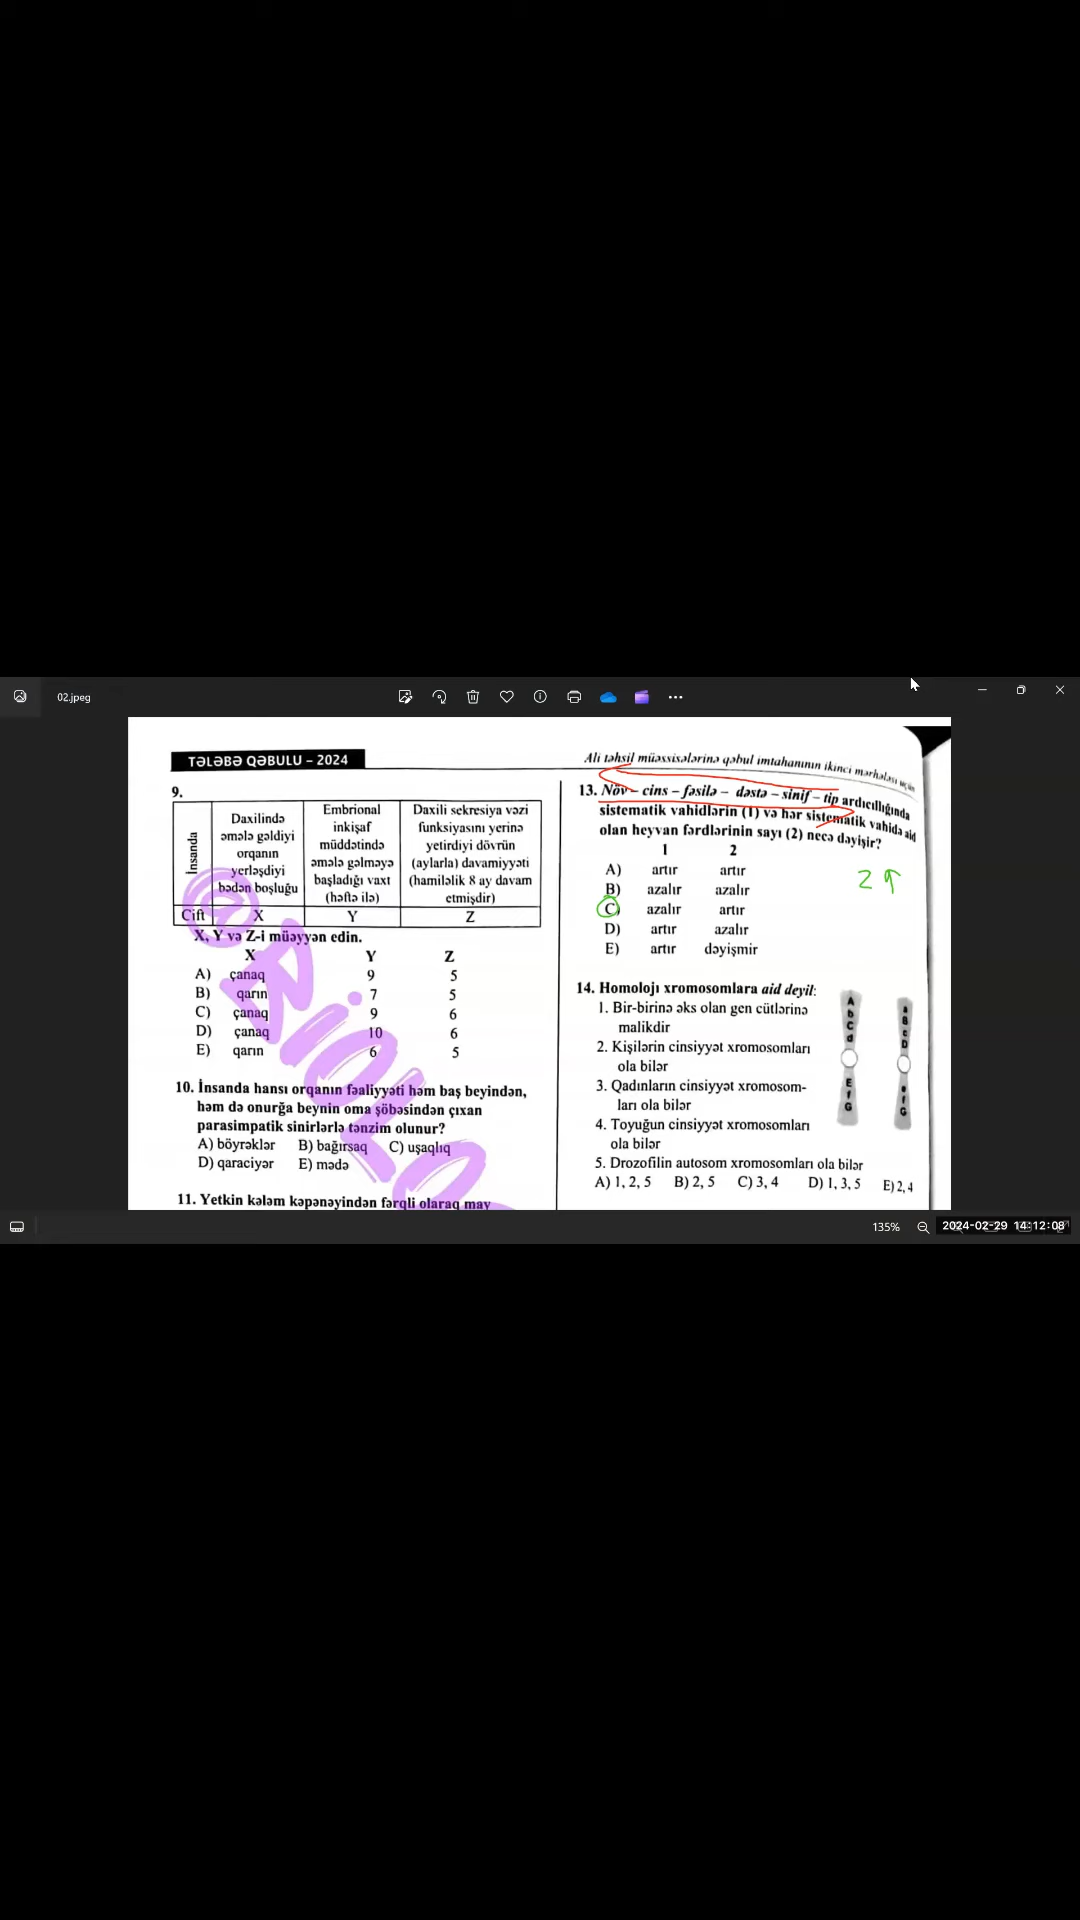 02.jpeg
TƏLƏBƏ QƏBULU – 2024
Ali təhsil müəssisələrinə qəbul imtahanının ikinci mərhələsi üçün
9.
İnsanda
Daxilində əmələ gəldiyi orqanın yerləşdiyi bədən boşluğu
Embrional inkişaf müddətində əmələ gəlməyə başladığı vaxt (həftə ilə)
Daxili sekresiya vəzi funksiyasını yerinə yetirdiyi dövrün (aylarla) davamiyyəti (hamiləlik 8 ay davam etmişdir)
Cift X Y Z
X, Y və Z-i müəyyən edin.
X Y Z
A) çanaq 9 5
B) qarın 7 5
C) çanaq 9 6
D) çanaq 10 6
E) qarın 6 5
10. İnsanda hansı orqanın fəaliyyəti həm baş beyindən,
həm də onurğa beynin oma şöbəsindən çıxan
parasimpatik sinirlərlə tənzim olunur?
A) böyrəklər B) bağırsaq C) uşaqlıq
D) qaraciyər E) mədə
11. Yetkin kələm kəpənəyindən fərqli olaraq may
@BİOLO
13. Növ – cins – fəsilə – dəstə – sinif – tip ardıcıllığında
sistematik vahidlərin (1) və hər sistematik vahidə aid
olan heyvan fərdlərinin sayı (2) necə dəyişir?
1 2
A) artır artır
B) azalır azalır
C) azalır artır
D) artır azalır
E) artır dəyişmir
2
14. Homoloji xromosomlara aid deyil:
1. Bir-birinə əks olan gen cütlərinə
malikdir
2. Kişilərin cinsiyyət xromosomları
ola bilər
3. Qadınların cinsiyyət xromosom-
ları ola bilər
4. Toyuğun cinsiyyət xromosomları
ola bilər
5. Drozofilin autosom xromosomları ola bilər
A) 1, 2, 5 B) 2, 5 C) 3, 4 D) 1, 3, 5 E) 2, 4
A
b
C
d
E
f
G
a
B
c
D
e
f
G
135%
2024-02-29 14:12:08